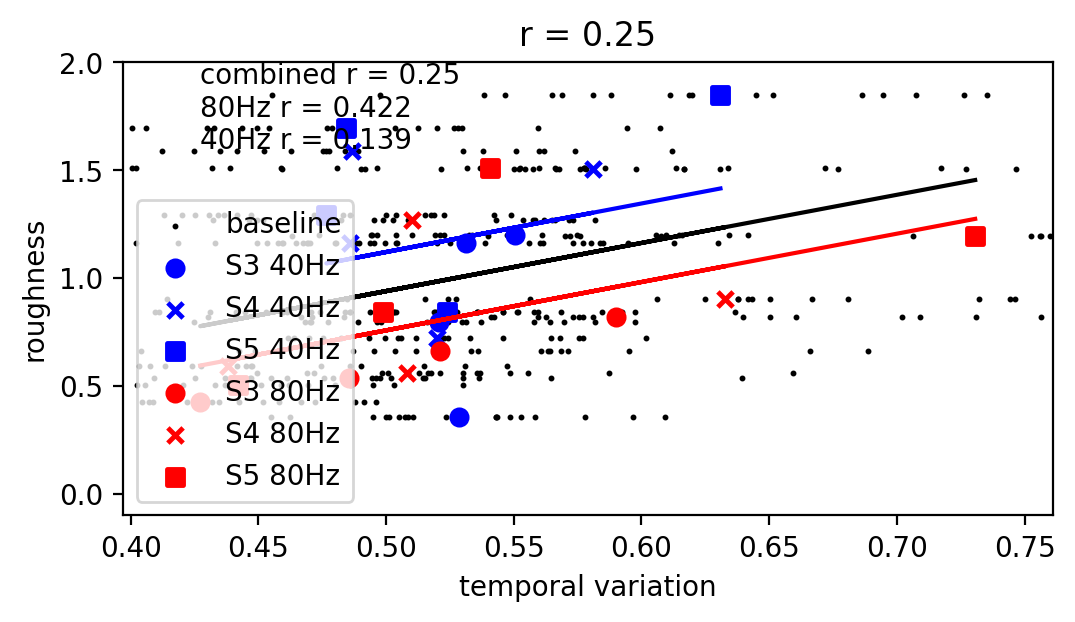 r = 0.25
combined r = 0.25
80Hz r = 0.422
40Hz r = 0.139
2.0
1.5
1.0
0.5
0.0
roughness
baseline
S3 40Hz
S4 40Hz
S5 40Hz
S3 80Hz
S4 80Hz
S5 80Hz
0.40 0.45 0.50 0.55 0.60 0.65 0.70 0.75
temporal variation